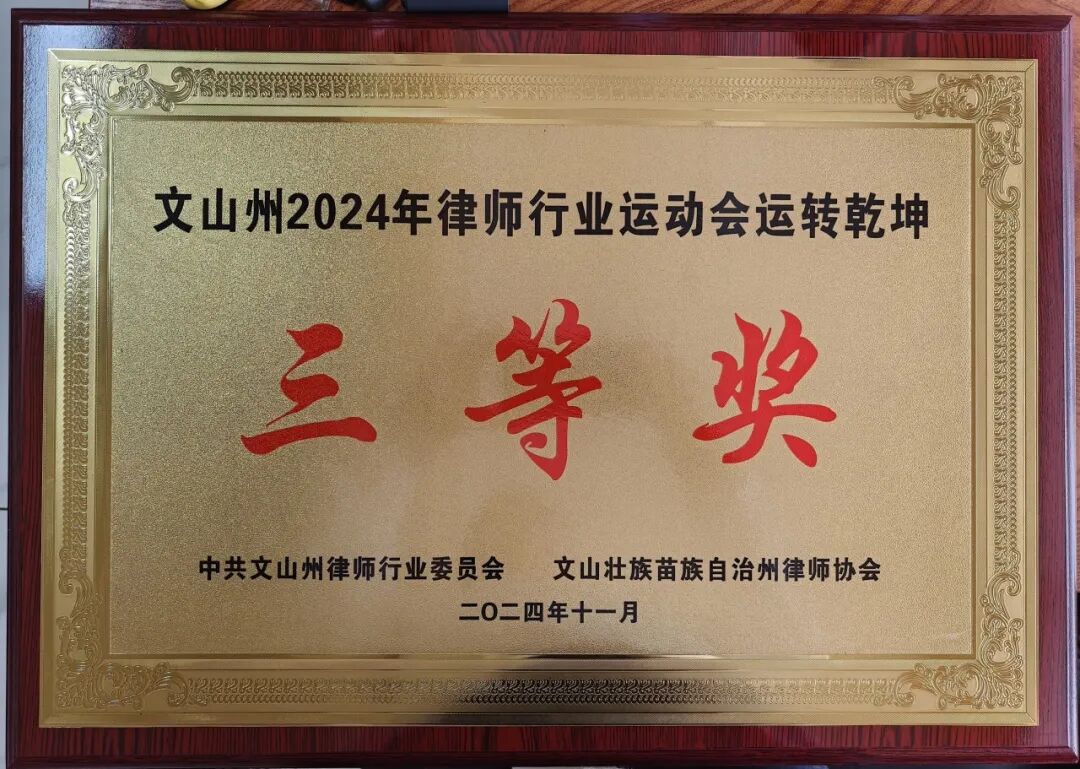 文山州2024年律师行业运动会运转乾坤
三等奖
中共文山州律师行业委员会 文山壮族苗族自治州律师协会
二〇二四年十一月